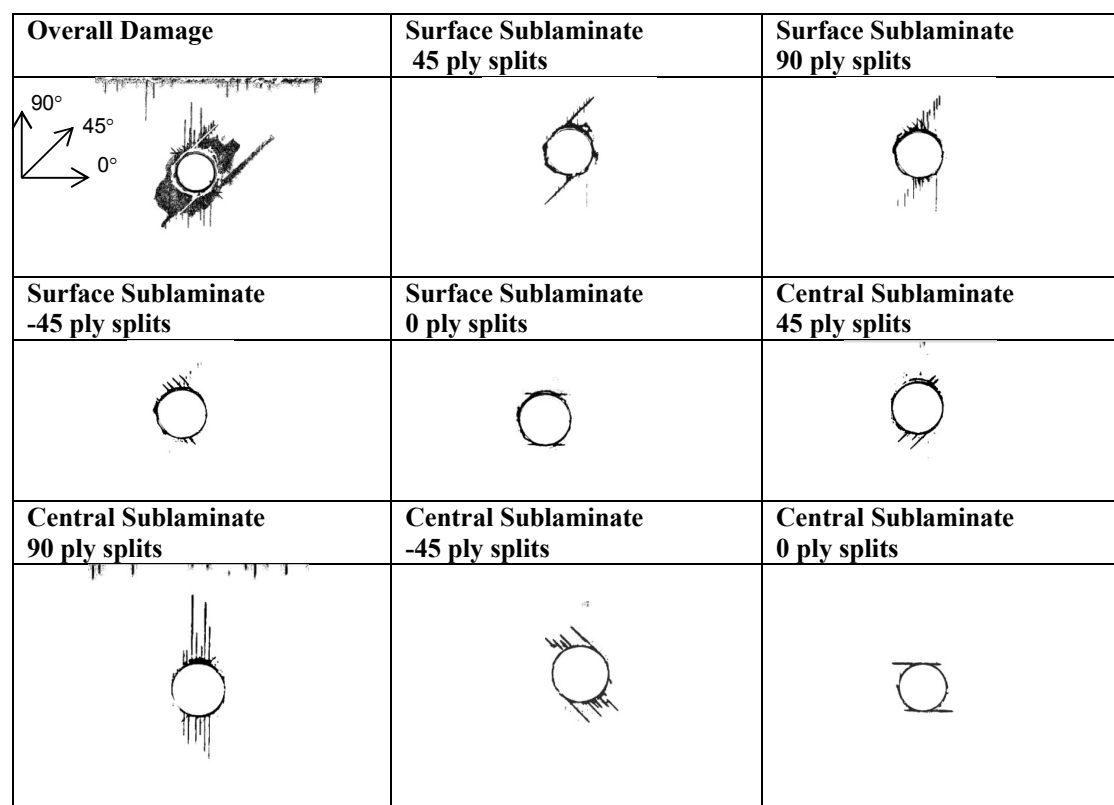 Overall Damage
Surface Sublaminate
45 ply splits
Surface Sublaminate
90 ply splits
90°
45°
0°
Surface Sublaminate
-45 ply splits
Surface Sublaminate
0 ply splits
Central Sublaminate
45 ply splits
Central Sublaminate
90 ply splits
Central Sublaminate
-45 ply splits
Central Sublaminate
0 ply splits